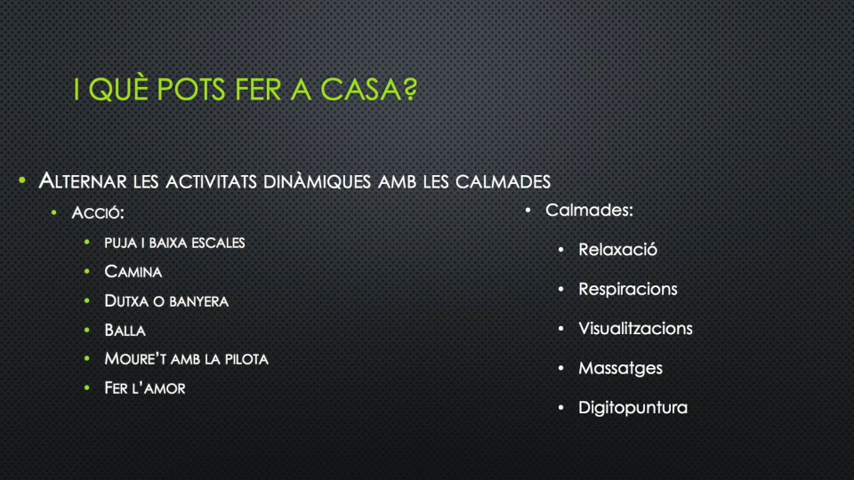 I QUÈ POTS FER A CASA?
• ALTERNAR LES ACTIVITATS DINÀMIQUES AMB LES CALMADES
• ACCIÓ:
• PUJA I BAIXA ESCALES
• CAMINA
• DUTXA O BANYERA
• BALLA
• MOURE'T AMB LA PILOTA
• FER L'AMOR
• Calmades:
• Relaxació
• Respiracions
• Visualitzacions
• Massatges
• Digitopuntura